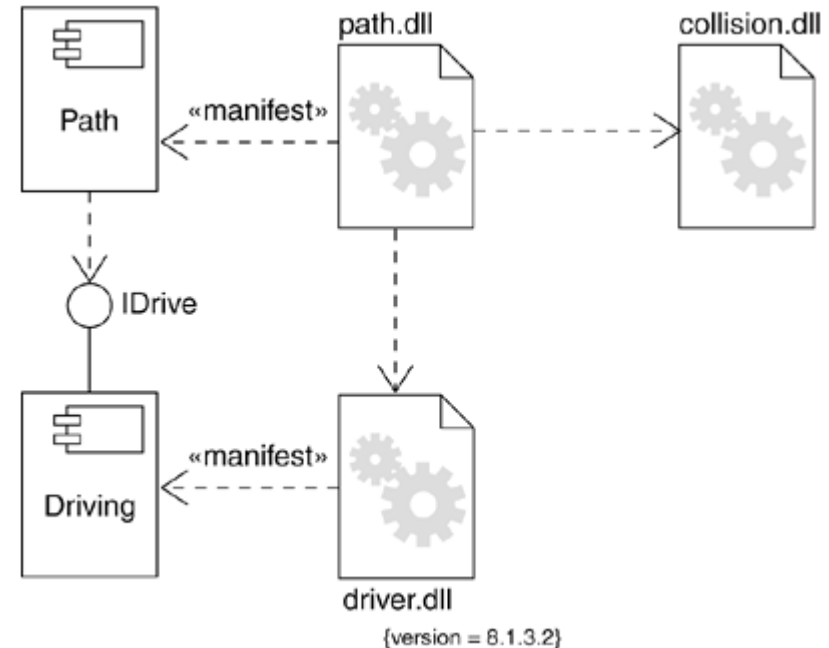 path.dll
collision.dll
Path
«manifest»
IDrive
«manifest»
Driving
driver.dll
{version = 8.1.3.2}